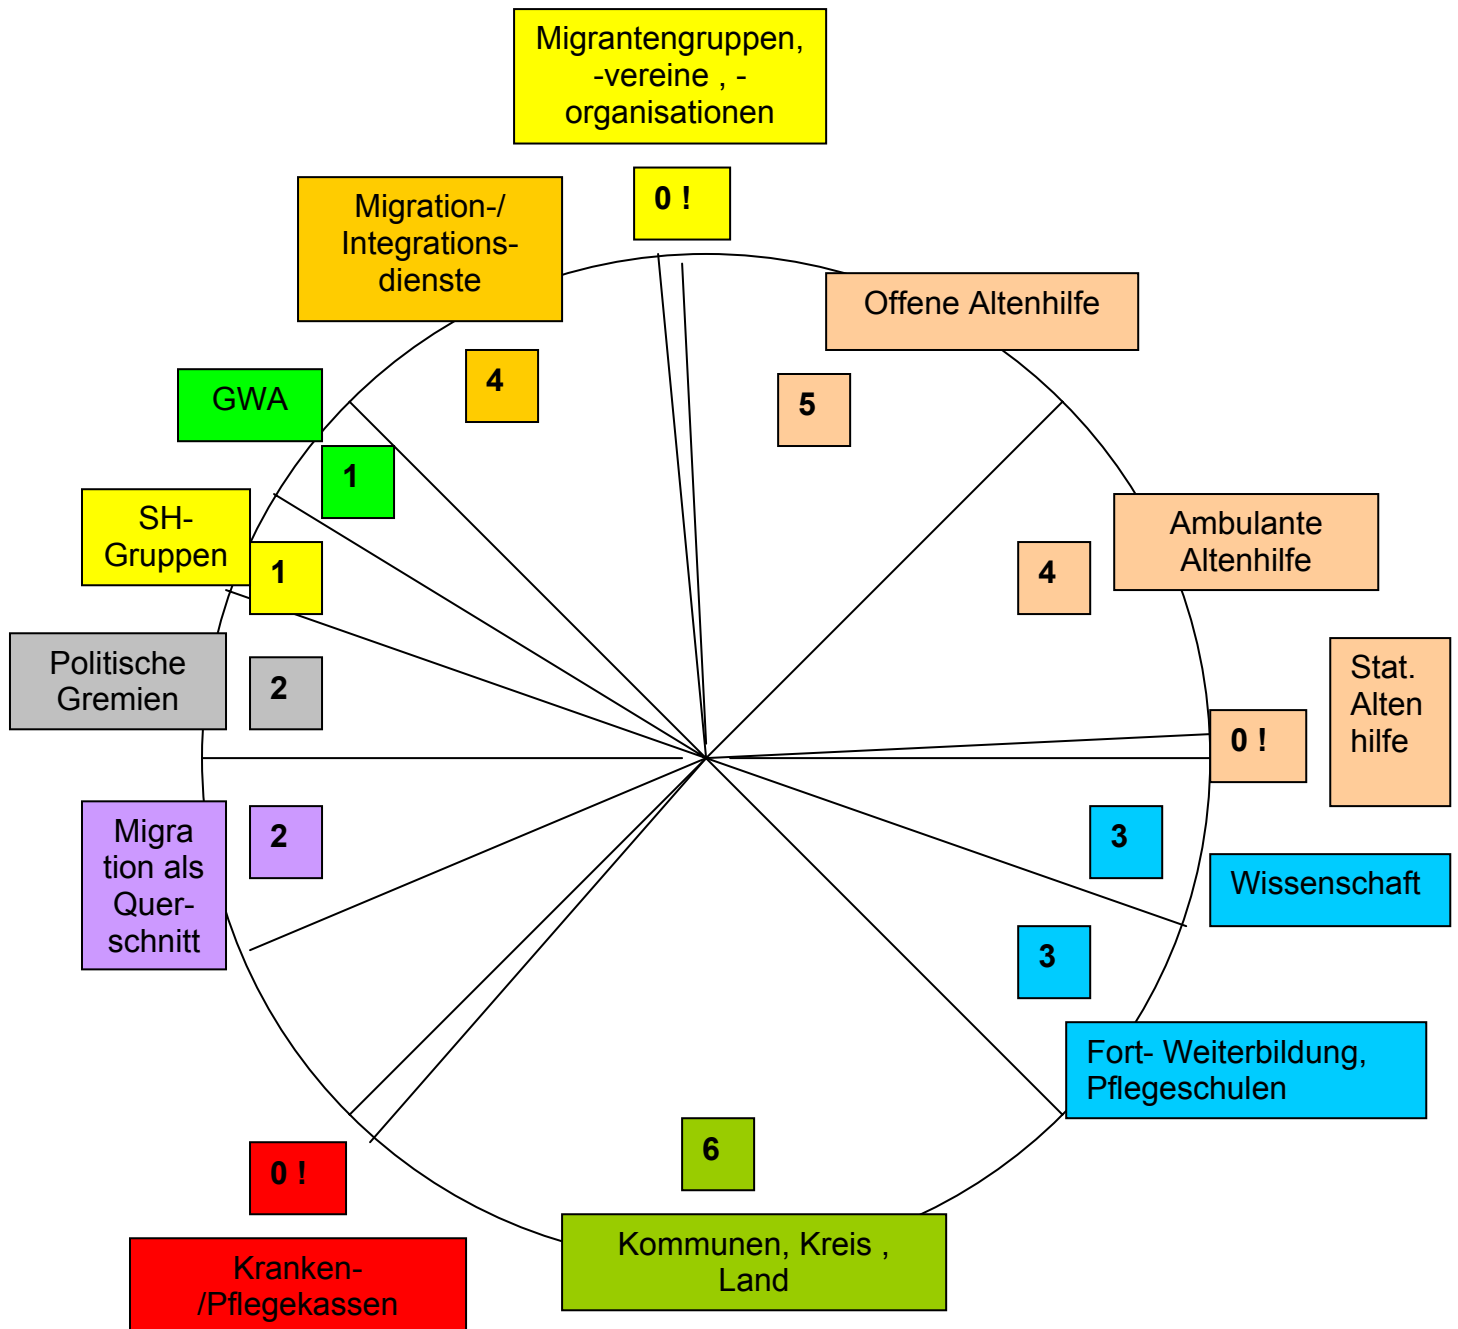 Migrantengruppen,
-vereine , -
organisationen
0 !
Migration-/
Integrations-
dienste
4
Offene Altenhilfe
5
GWA
1
SH-
Gruppen
1
Ambulante
Altenhilfe
4
Politische
Gremien
2
Stat.
Alten
hilfe
0 !
Migra
tion als
Quer-
schnitt
2
3
Wissenschaft
3
Fort- Weiterbildung,
Pflegeschulen
6
Kommunen, Kreis ,
Land
0 !
Kranken-
/Pflegekassen